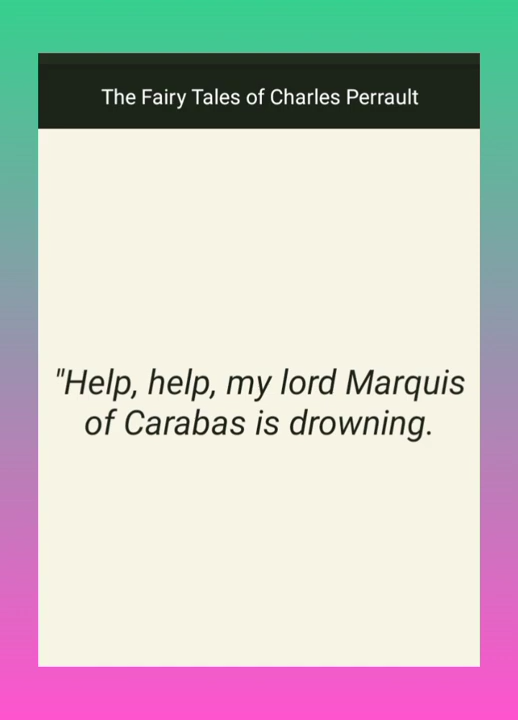 The Fairy Tales of Charles Perrault
"Help, help, my lord Marquis
of Carabas is drowning.